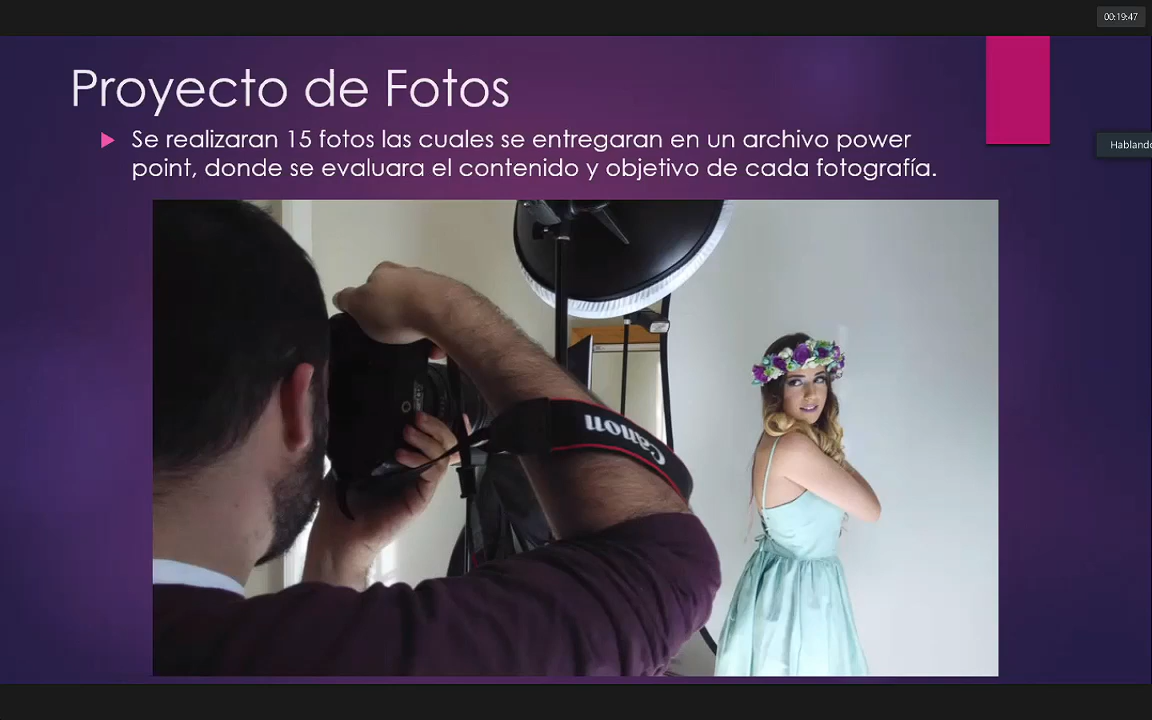 00:19:47
Proyecto de Fotos
Se realizaran 15 fotos las cuales se entregaran en un archivo power
point, donde se evaluara el contenido y objetivo de cada fotografía.
Hablando
Canon